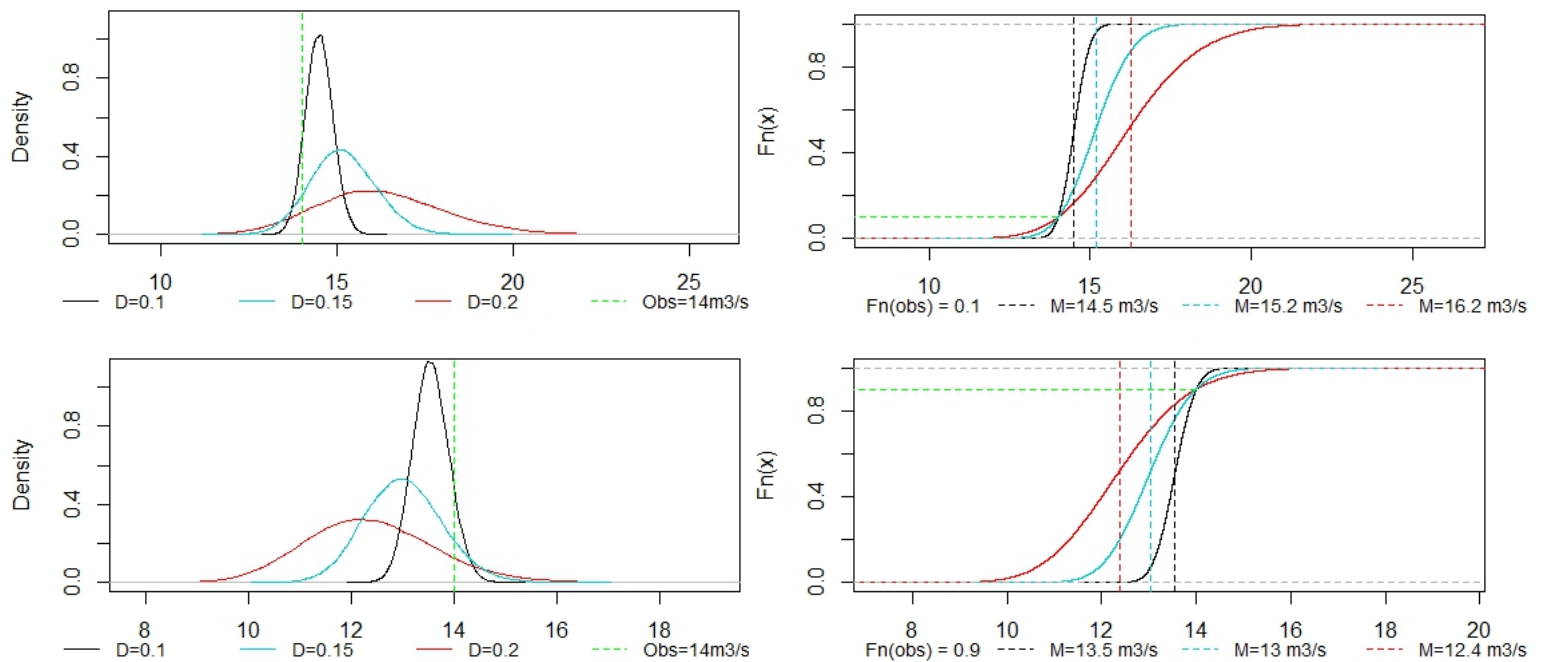 Density
0.0 0.4 0.8
10 15 20 25
D=0.1 D=0.15 D=0.2 Obs=14m3/s
Fn(x)
0.0 0.4 0.8
10 15 20 25
Fn(obs) = 0.1 M=14.5 m3/s M=15.2 m3/s M=16.2 m3/s
Density
0.0 0.4 0.8
8 10 12 14 16 18
D=0.1 D=0.15 D=0.2 Obs=14m3/s
Fn(x)
0.0 0.4 0.8
8 10 12 14 16 18 20
Fn(obs) = 0.9 M=13.5 m3/s M=13 m3/s M=12.4 m3/s